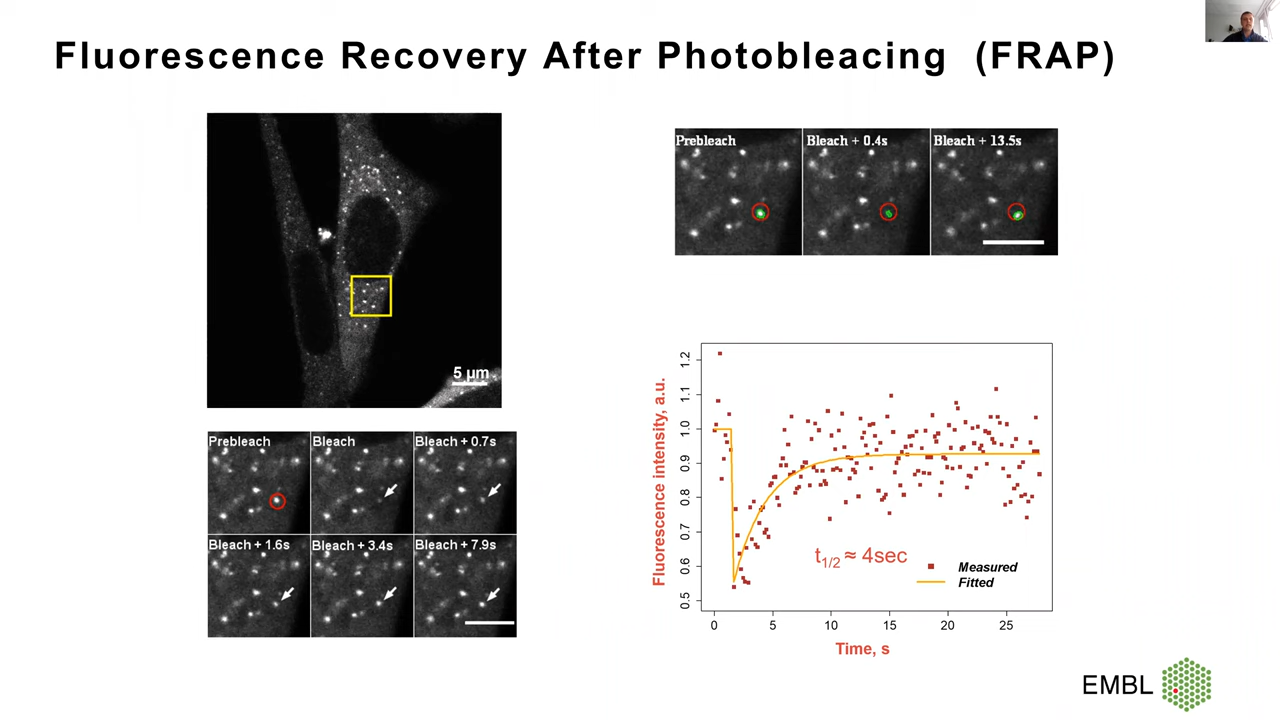 Fluorescence Recovery After Photobleacing (FRAP)
5 µm
Prebleach
Bleach
Bleach + 0.7s
Bleach + 1.6s
Bleach + 3.4s
Bleach + 7.9s
Prebleach
Bleach + 0.4s
Bleach + 13.5s
Fluorescence intensity, a.u.
1.2
1.1
1.0
0.9
0.8
0.7
0.6
0.5
t1/2 ≈ 4sec
Measured
Fitted
0 5 10 15 20 25
Time, s
EMBL